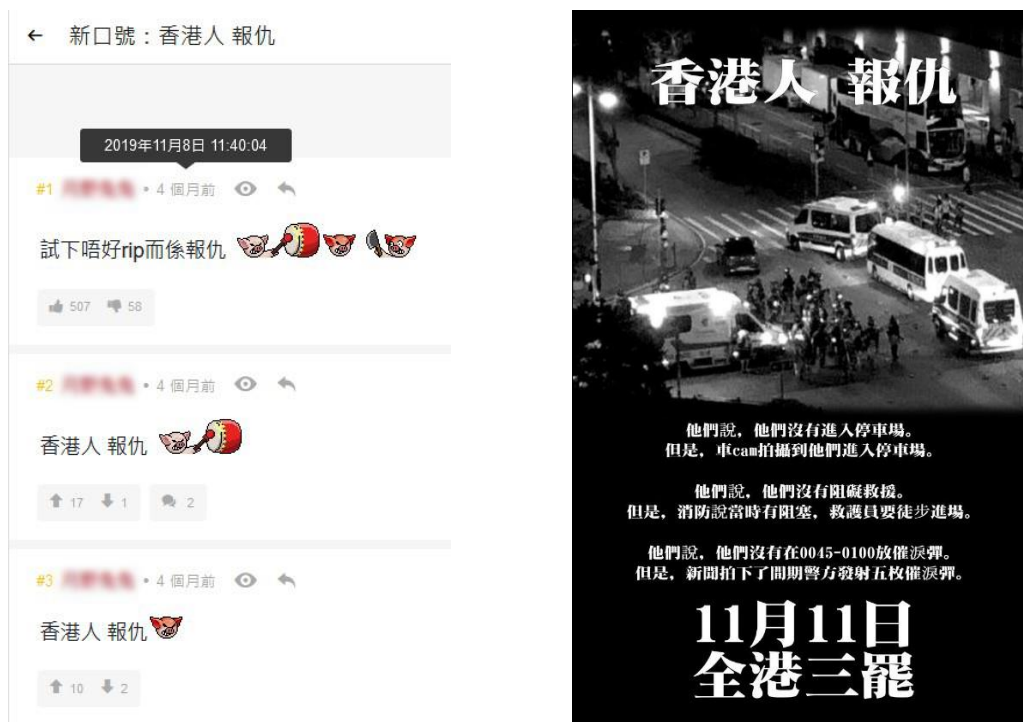 ← 新口號：香港人 報仇
2019年11月8日 11:40:04
#1 • 4 個月前
試下唔好rip而係報仇
507 58
#2 • 4 個月前
香港人 報仇
17 1 2
#3 • 4 個月前
香港人 報仇
10 2
香港人 報仇
他們說，他們沒有進入停車場。
但是，車cam拍攝到他們進入停車場。
他們說，他們沒有阻礙救援。
但是，消防說當時有阻塞，救護員要徒步進場。
他們說，他們沒有在0045-0100放催淚彈。
但是，新聞拍下了間期警方發射五枚催淚彈。
11月11日
全港三罷